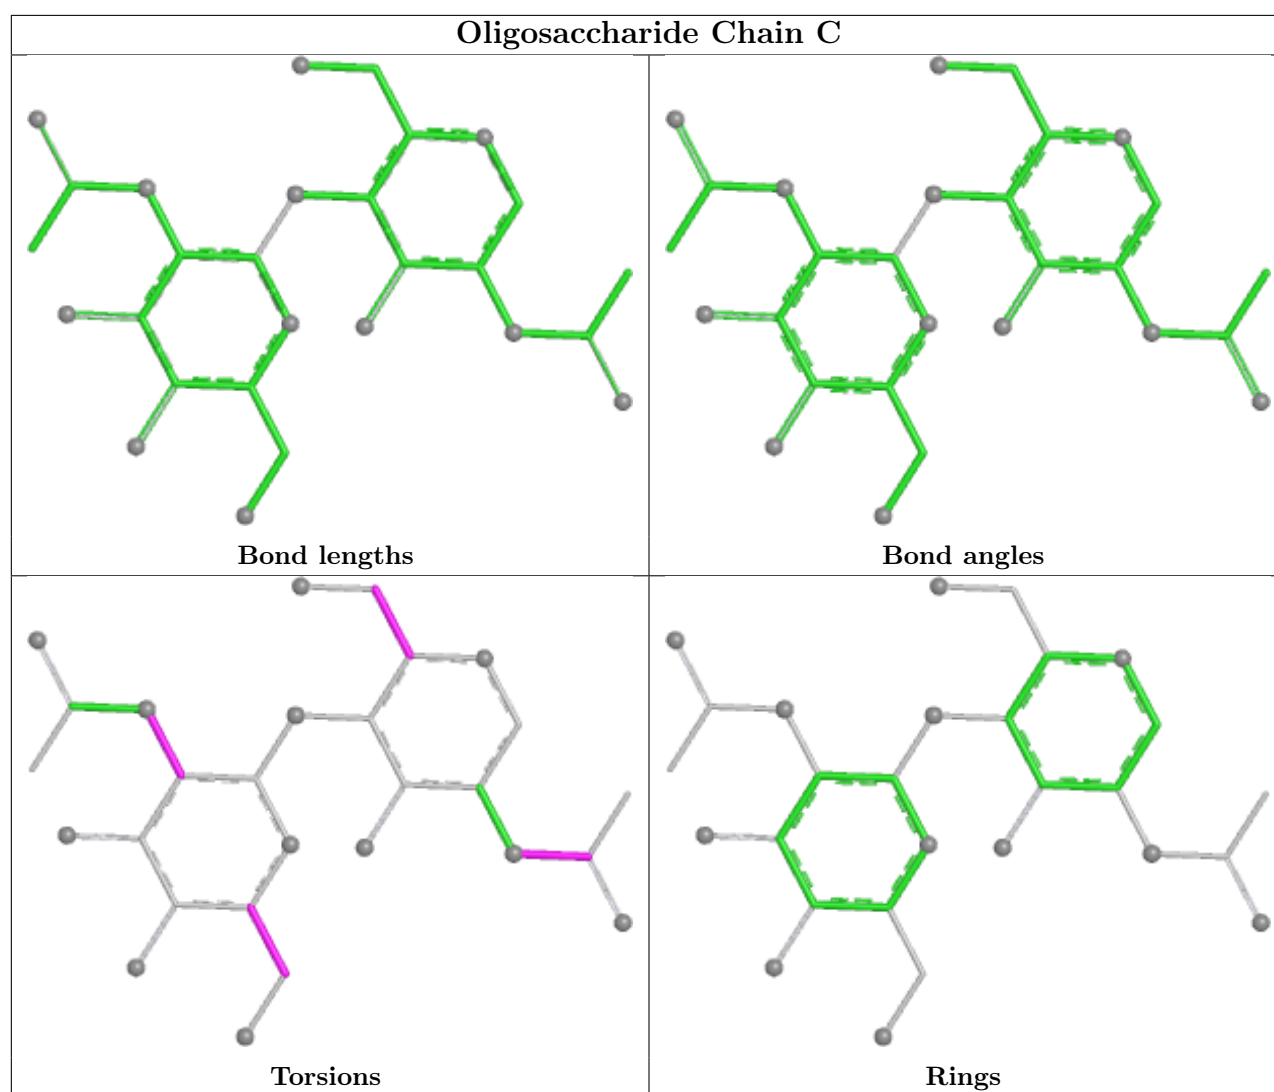 Oligosaccharide Chain C
Bond lengths
Bond angles
Torsions
Rings